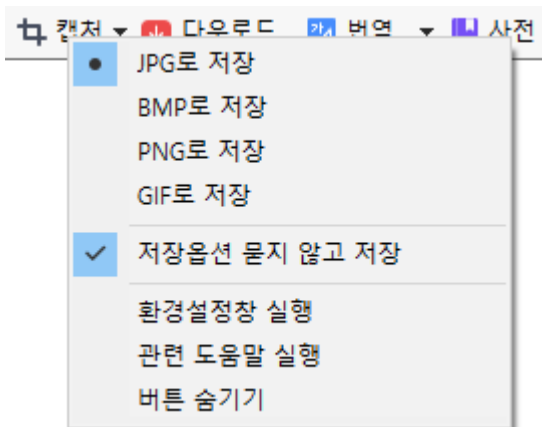 캡처 다운로드 번역 사전
JPG로 저장
BMP로 저장
PNG로 저장
GIF로 저장
저장옵션 묻지 않고 저장
환경설정창 실행
관련 도움말 실행
버튼 숨기기